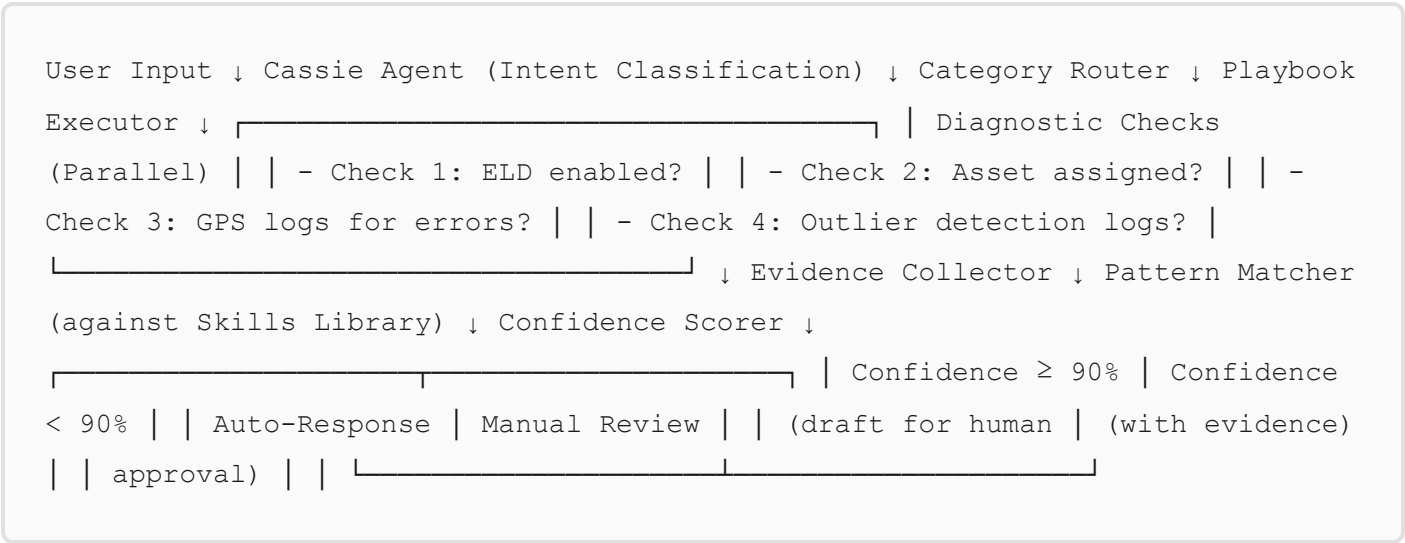 User Input ↓ Cassie Agent (Intent Classification) ↓ Category Router ↓ Playbook
Executor ↓ ┌─────────────────────────────────────────┐ │ Diagnostic Checks
(Parallel) │ │ - Check 1: ELD enabled? │ │ - Check 2: Asset assigned? │ │ -
Check 3: GPS logs for errors? │ │ - Check 4: Outlier detection logs? │
└─────────────────────────────────────────┘ ↓ Evidence Collector ↓ Pattern Matcher
(against Skills Library) ↓ Confidence Scorer ↓
┌───────────────────────┬───────────────────────┐ │ Confidence ≥ 90% │ Confidence
< 90% │ │ Auto-Response │ Manual Review │ │ (draft for human │ (with evidence)
│ │ approval) │ │ └───────────────────────┴───────────────────────┘